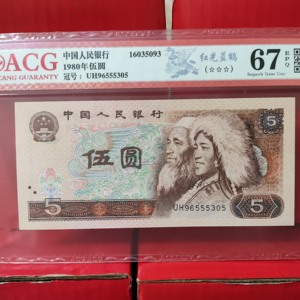 ACG
CANG GUARANTY
中国人民银行
1980年伍圆
冠号：UH96555305
16035093
红光蓝鹤
(☆☆☆)
67 EPQ
Superb Gem Unc
中国人民银行
伍圆
5
5
UH96555305